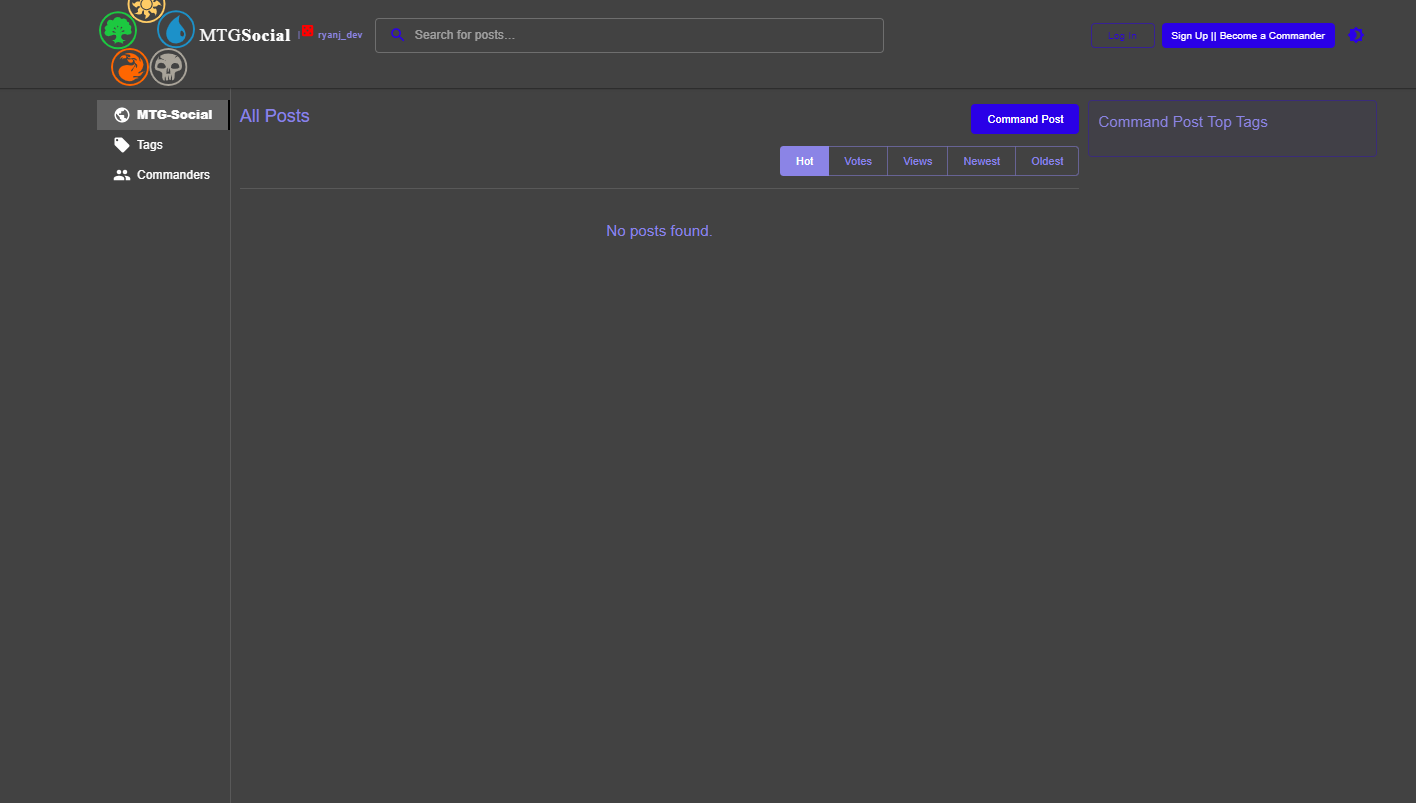 MTGSocial | ryanj_dev
Search for posts...
Log In
Sign Up || Become a Commander
MTG-Social
Tags
Commanders
All Posts
Command Post
Hot
Votes
Views
Newest
Oldest
No posts found.
Command Post Top Tags